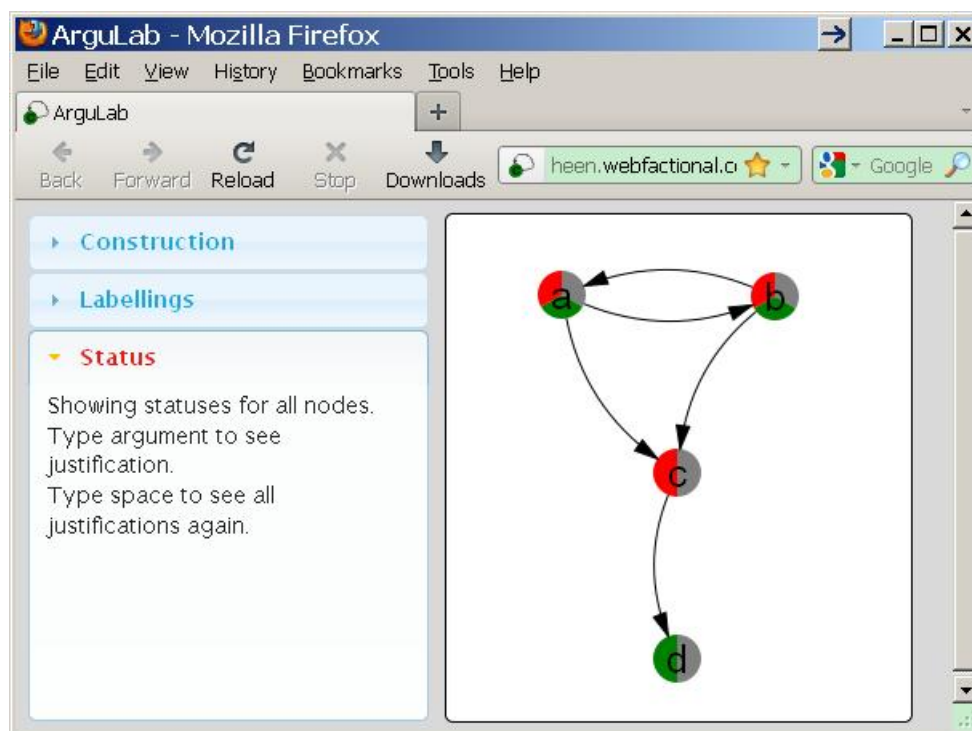 ArguLab - Mozilla Firefox
File Edit View History Bookmarks Tools Help
ArguLab
Back Forward Reload Stop Downloads heen.webfactional.c Google
Construction
Labellings
Status
Showing statuses for all nodes.
Type argument to see
justification.
Type space to see all
justifications again.
a b
c
d